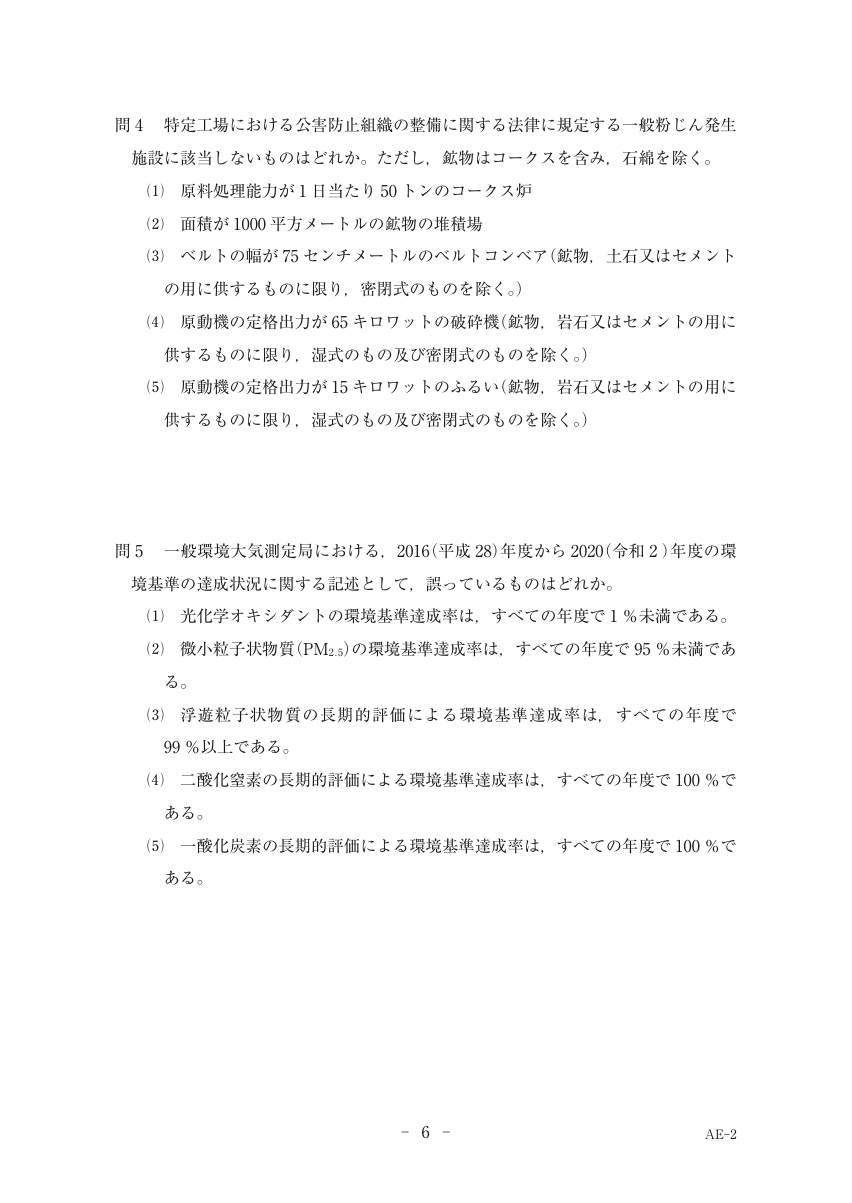 問４　特定工場における公害防止組織の整備に関する法律に規定する一般粉じん発生
施設に該当しないものはどれか。ただし，鉱物はコークスを含み，石綿を除く。
⑴　原料処理能力が１日当たり 50 トンのコークス炉
⑵　面積が 1000 平方メートルの鉱物の堆積場
⑶　ベルトの幅が 75 センチメートルのベルトコンベア（鉱物，土石又はセメント
の用に供するものに限り，密閉式のものを除く。）
⑷　原動機の定格出力が 65 キロワットの破砕機（鉱物，岩石又はセメントの用に
供するものに限り，湿式のもの及び密閉式のものを除く。）
⑸　原動機の定格出力が 15 キロワットのふるい（鉱物，岩石又はセメントの用に
供するものに限り，湿式のもの及び密閉式のものを除く。）
問５　一般環境大気測定局における，2016（平成 28）年度から 2020（令和２）年度の環
境基準の達成状況に関する記述として，誤っているものはどれか。
⑴　光化学オキシダントの環境基準達成率は，すべての年度で１％未満である。
⑵　微小粒子状物質（PM2.5）の環境基準達成率は，すべての年度で 95 ％未満であ
る。
⑶　浮遊粒子状物質の長期的評価による環境基準達成率は，すべての年度で
99 ％以上である。
⑷　二酸化窒素の長期的評価による環境基準達成率は，すべての年度で 100 ％で
ある。
⑸　一酸化炭素の長期的評価による環境基準達成率は，すべての年度で 100 ％で
ある。
－ 6 －
AE-2